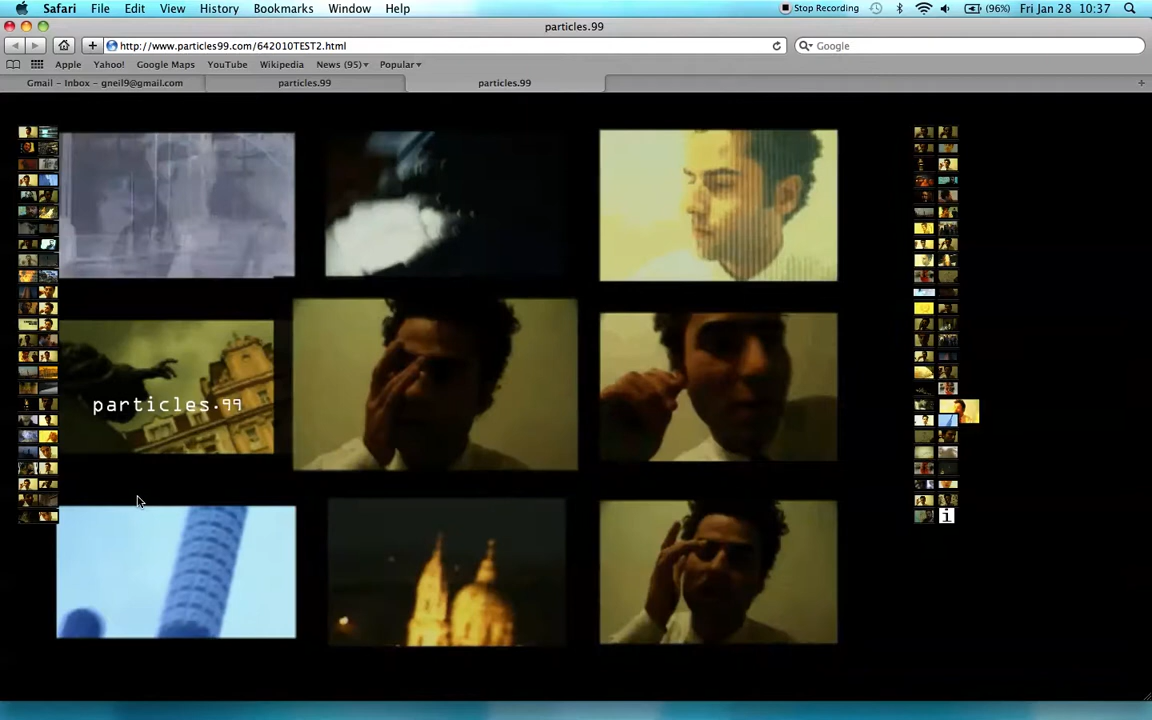 Safari File Edit View History Bookmarks Window Help Stop Recording (96%) Fri Jan 28 10:37
particles.99
http://www.particles99.com/642010TEST2.html Google
Apple Yahoo! Google Maps YouTube Wikipedia News (95) Popular
Gmail – Inbox – gneil9@gmail.com particles.99 particles.99
particles.99
i